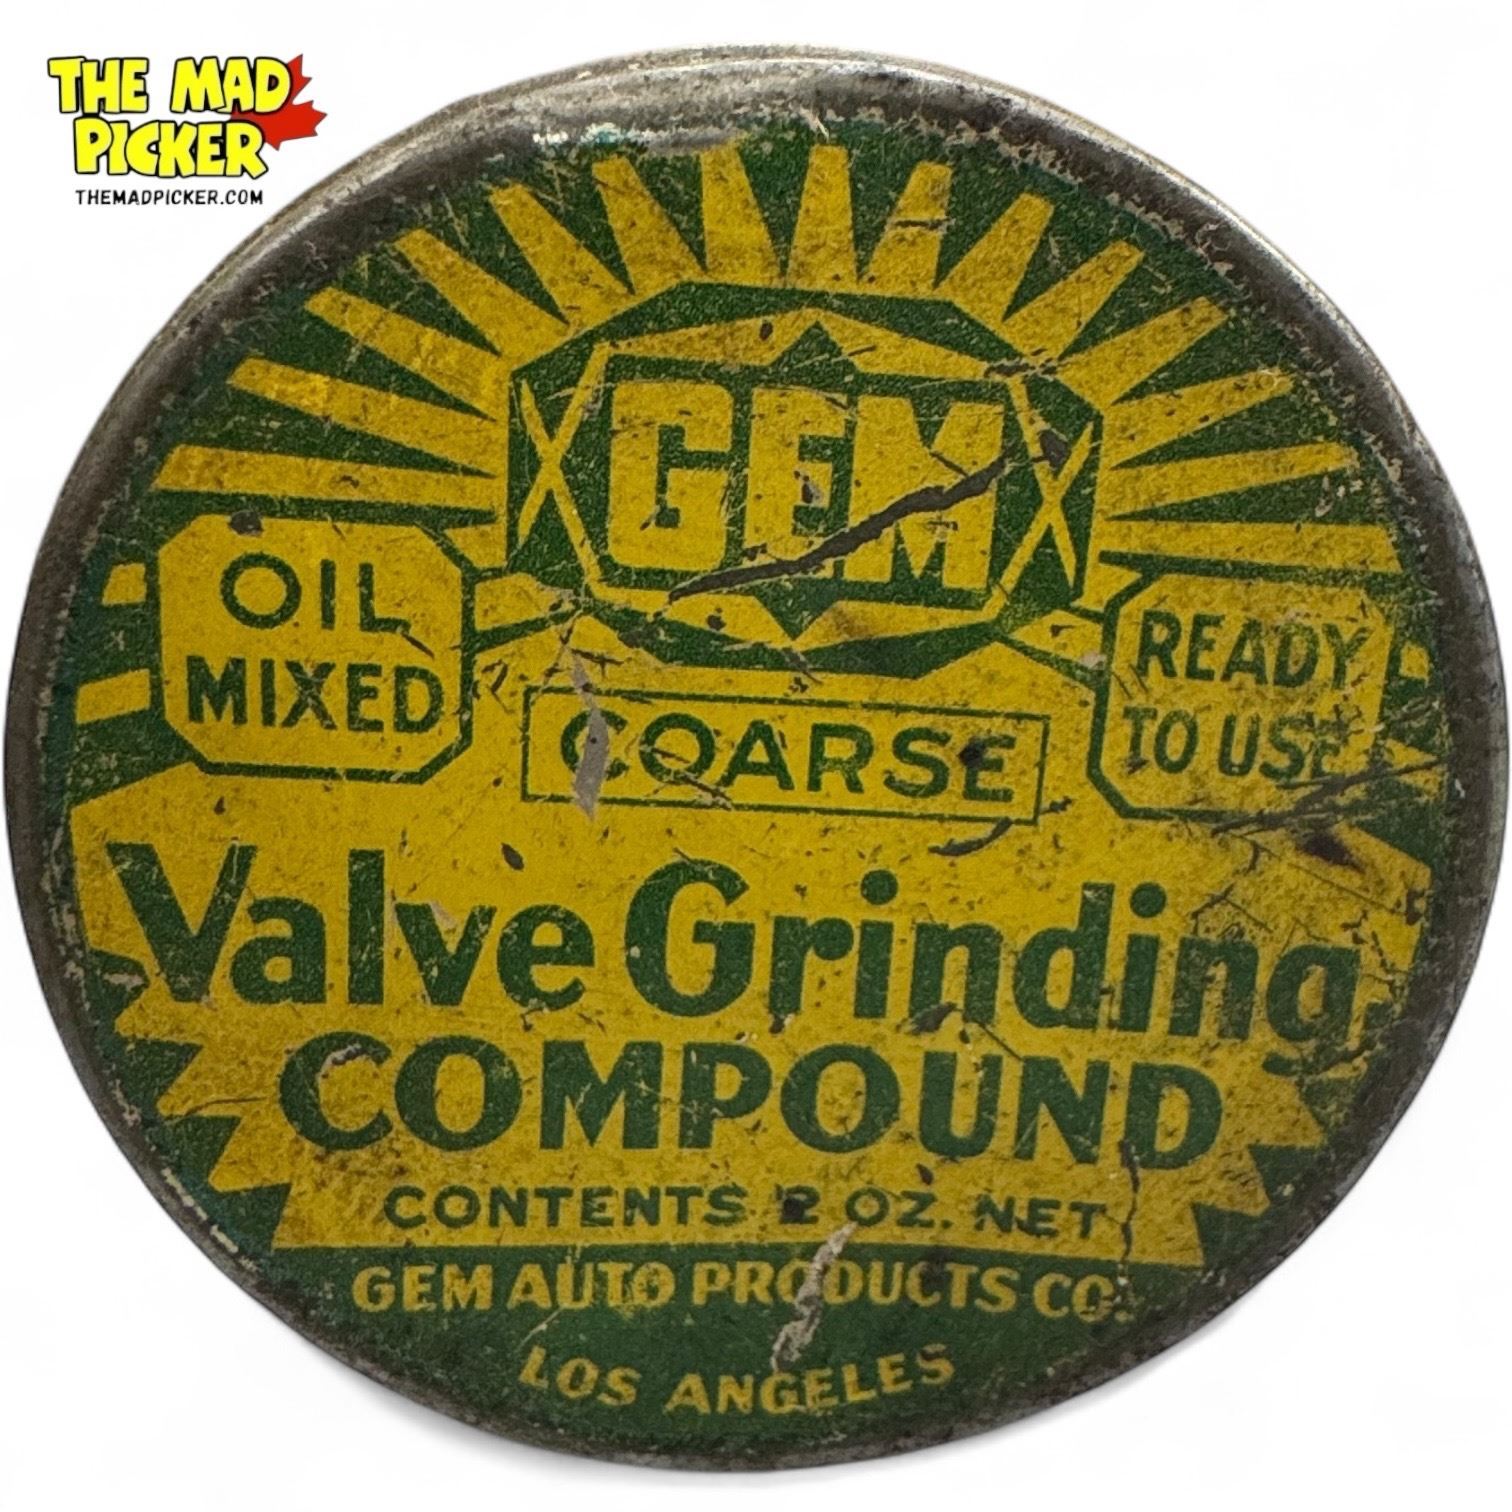 THE MAD
PICKER
THEMADPICKER.COM
GEM
OIL
MIXED
READY
TO USE
COARSE
Valve Grinding
COMPOUND
CONTENTS 2 OZ. NET
GEM AUTO PRODUCTS CO.
LOS ANGELES